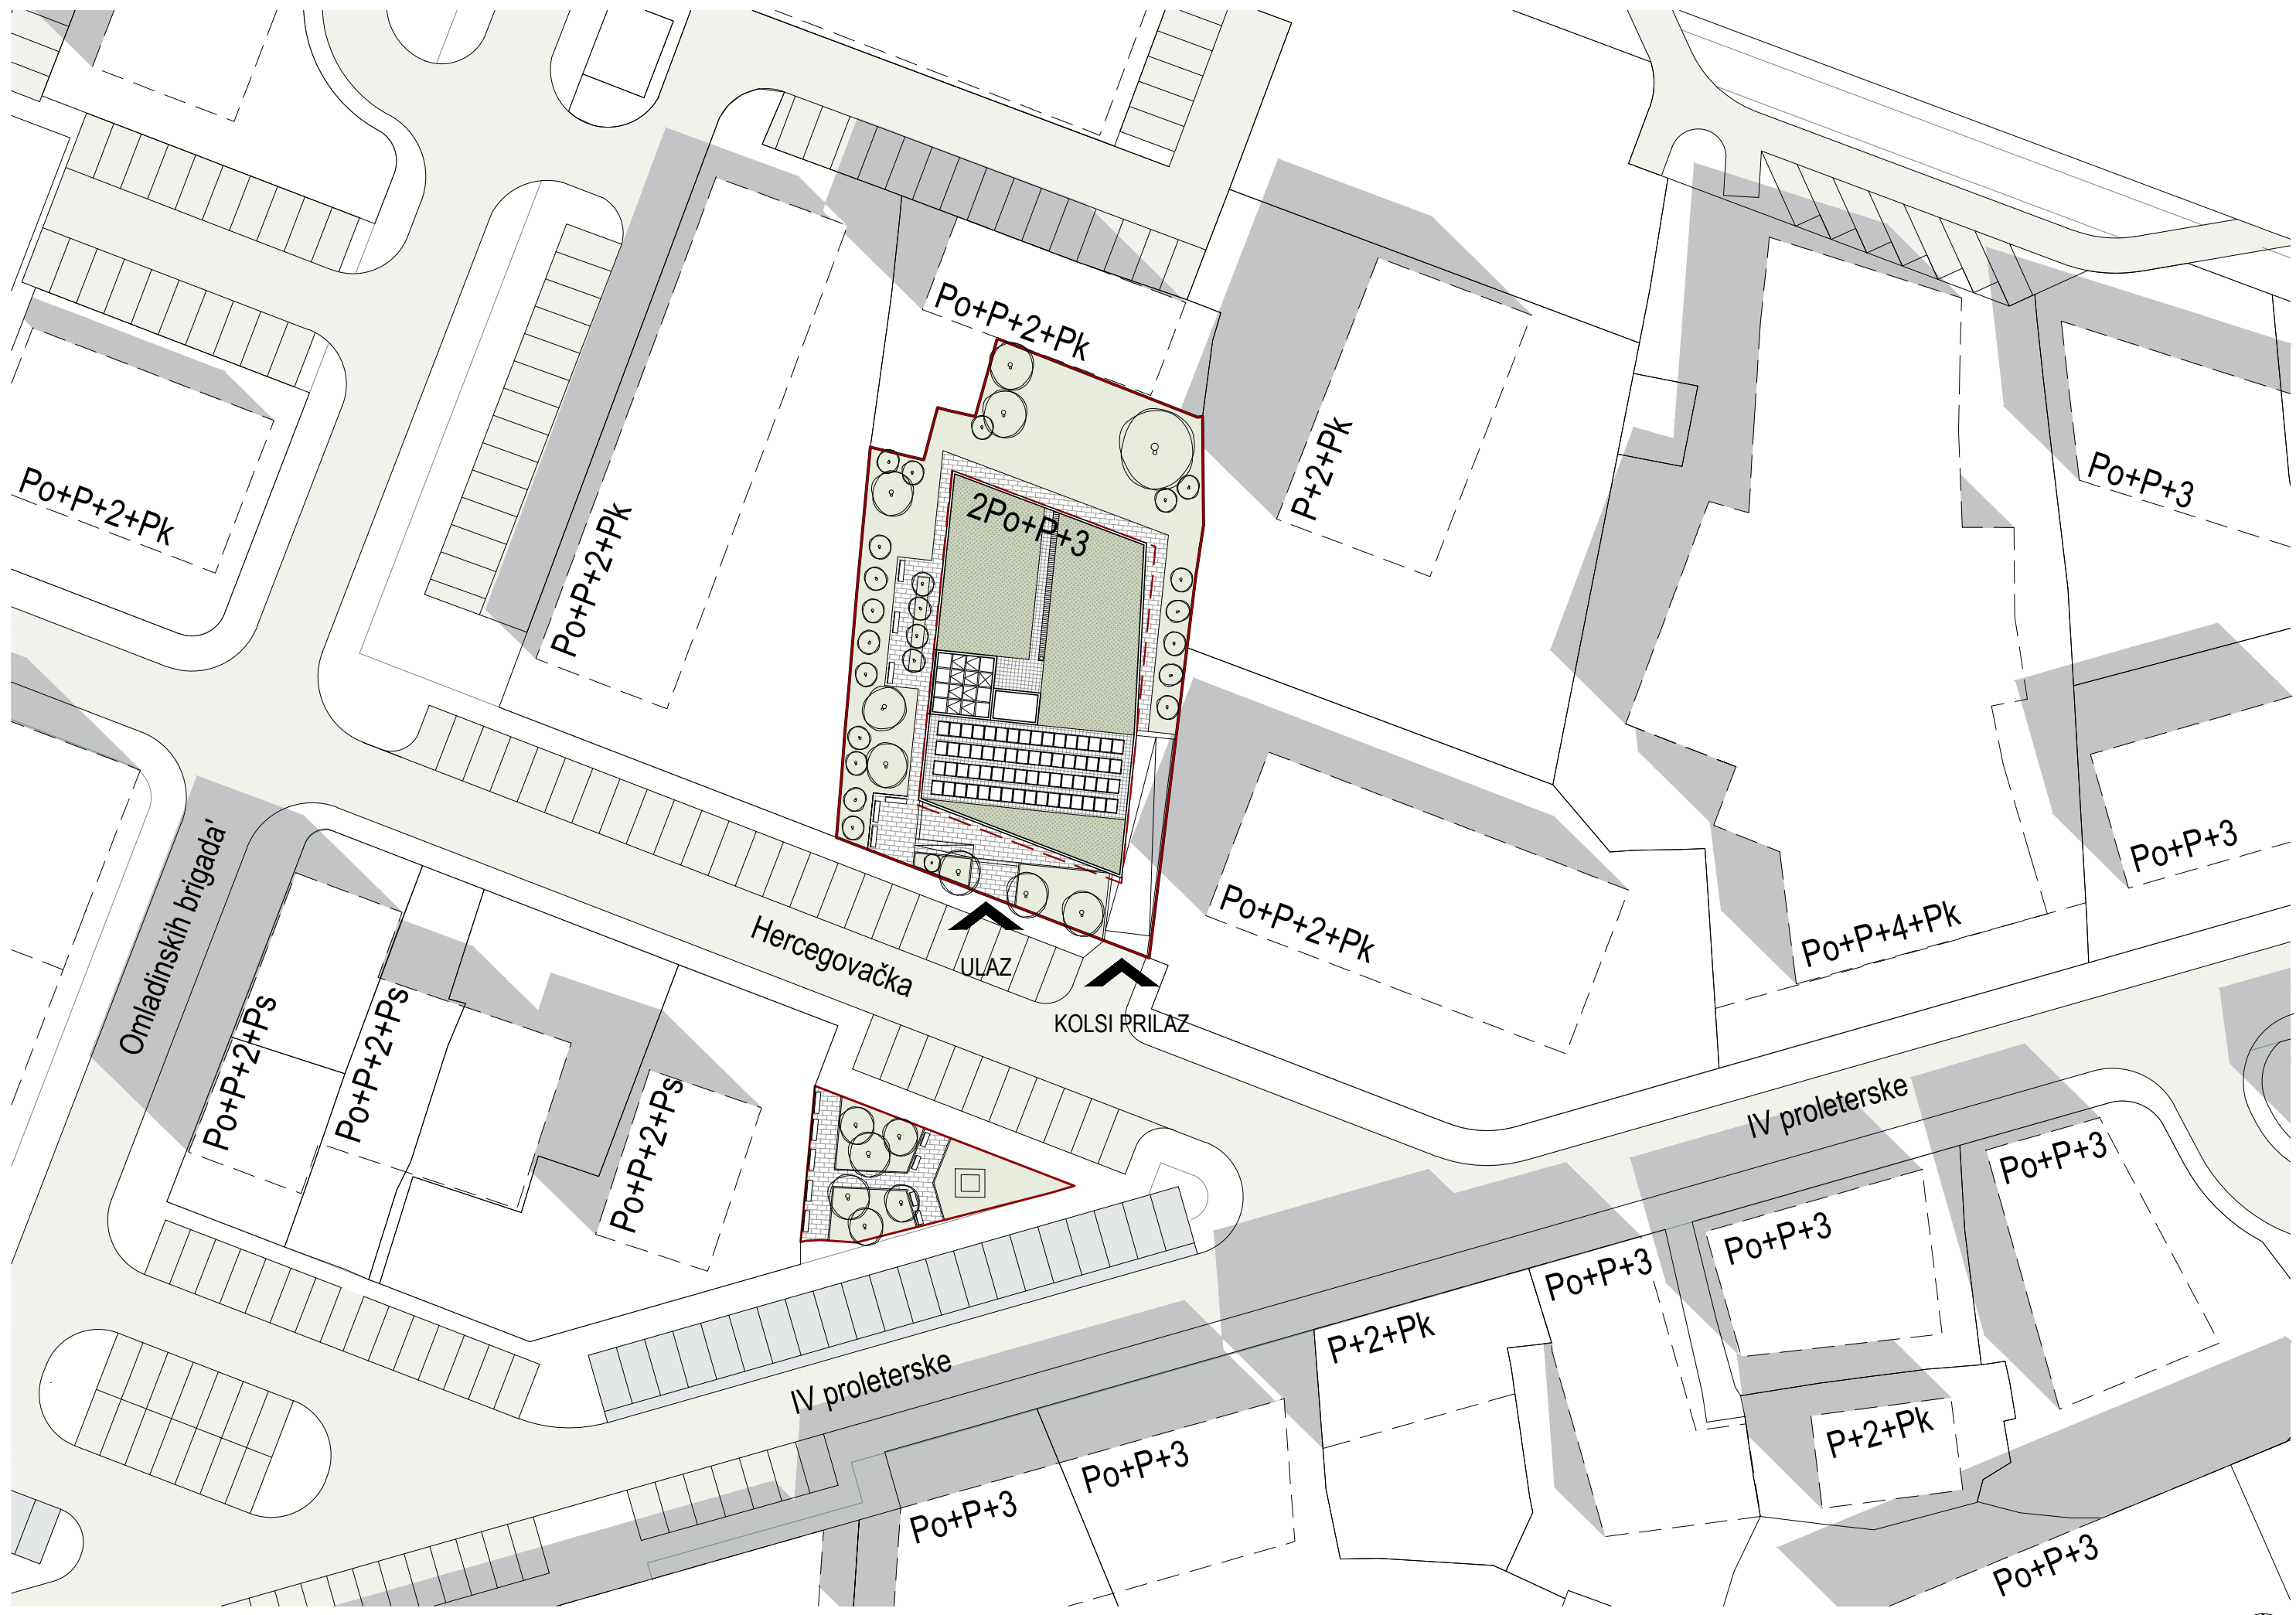 Po+P+2+Pk
P+2+Pk
Po+P+2+Pk
Po+P+2+Pk
2Po+P+3
Po+P+3
Po+P+3
Omladinskih brigada'
Hercegovačka
ULAZ
KOLSI PRILAZ
Po+P+2+Pk
Po+P+4+Pk
Po+P+2+Ps
Po+P+2+Ps
Po+P+2+Ps
IV proleterske
Po+P+3
Po+P+3
Po+P+3
P+2+Pk
IV proleterske
P+2+Pk
Po+P+3
Po+P+3
Po+P+3